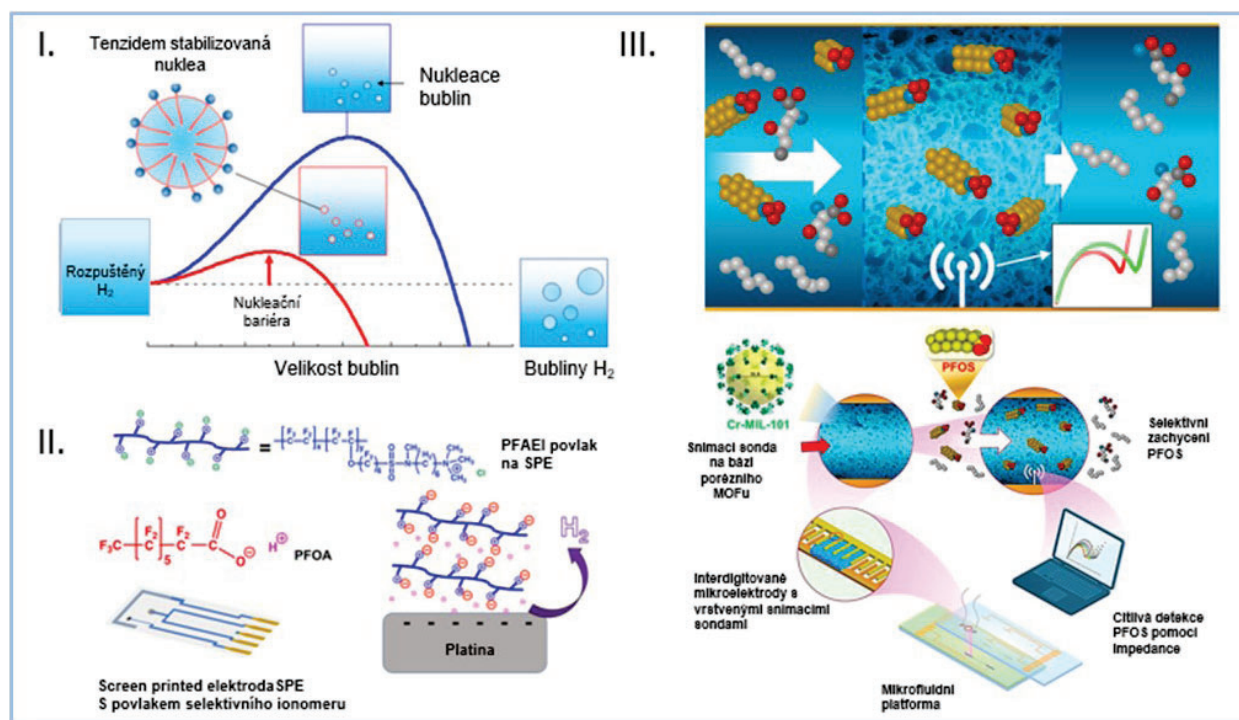 I.
Tenzidem stabilizovaná
nuklea
Nukleace
bublin
Rozpuštěný
H₂
Nukleační
bariéra
Velikost bublin
Bubliny H₂
II.
PFAEI povlak
na SPE
PFOA
H₂
Platina
Screen printed elektroda SPE
S povlakem selektivního ionomeru
III.
Cr-MIL-101
PFOS
Snímací sonda
na bázi
porézního
MOFu
Selektivní
zachycení
PFOS
Interdigitované
mikroelektrody s
vrstvenými snímacími
sondami
Citlivá detekce
PFOS pomocí
Impedance
Mikrofluidní
platforma